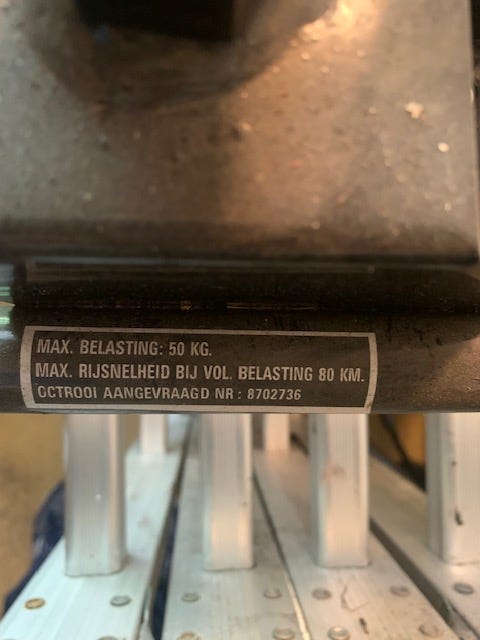 MAX. BELASTING: 50 KG.
MAX. RIJSNELHEID BIJ VOL. BELASTING 80 KM.
OCTROOI AANGEVRAAGD NR : 8702736